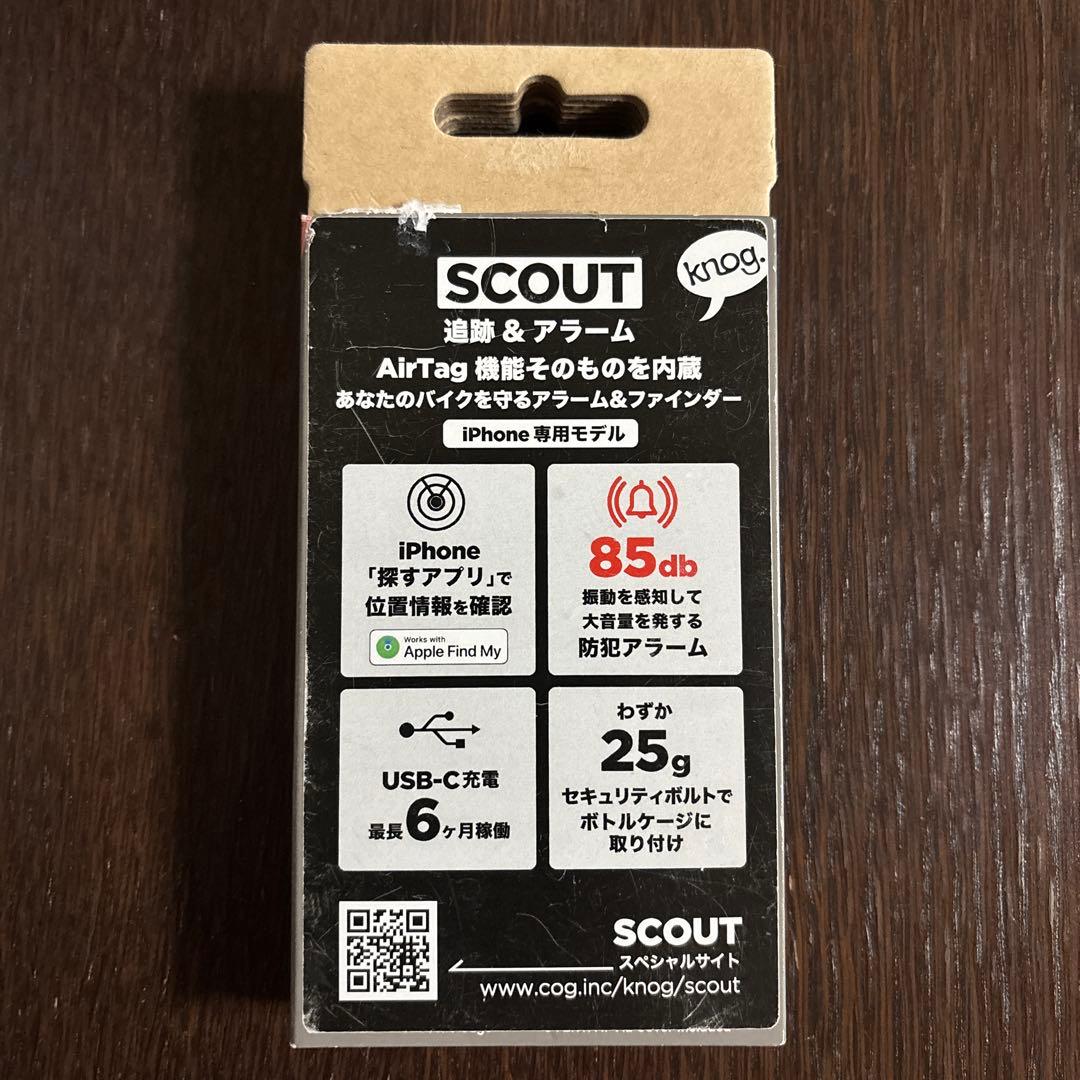 knog.
SCOUT
追跡 & アラーム
AirTag 機能そのものを内蔵
あなたのバイクを守るアラーム&ファインダー
iPhone 専用モデル
iPhone
「探すアプリ」で
位置情報を確認
Works with
Apple Find My
85db
振動を感知して
大音量を発する
防犯アラーム
USB-C充電
最長6ヶ月稼働
わずか
25g
セキュリティボルトで
ボトルケージに
取り付け
SCOUT
スペシャルサイト
www.cog.inc/knog/scout